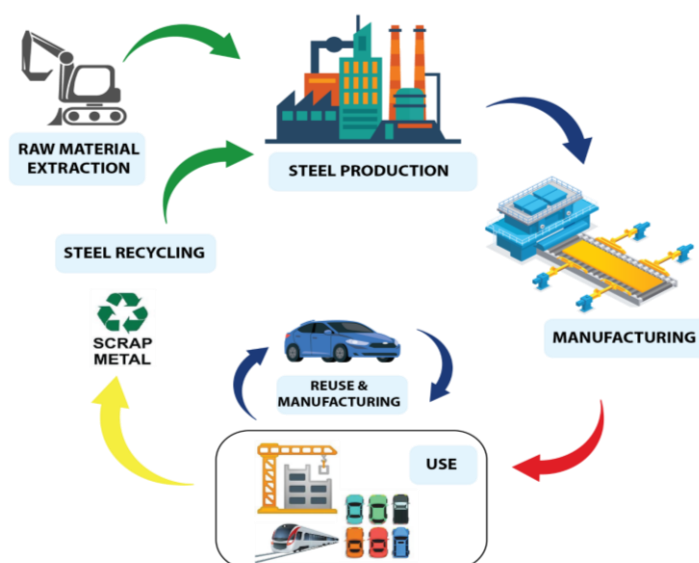 RAW MATERIAL
EXTRACTION
STEEL PRODUCTION
STEEL RECYCLING
SCRAP
METAL
MANUFACTURING
REUSE &
MANUFACTURING
USE